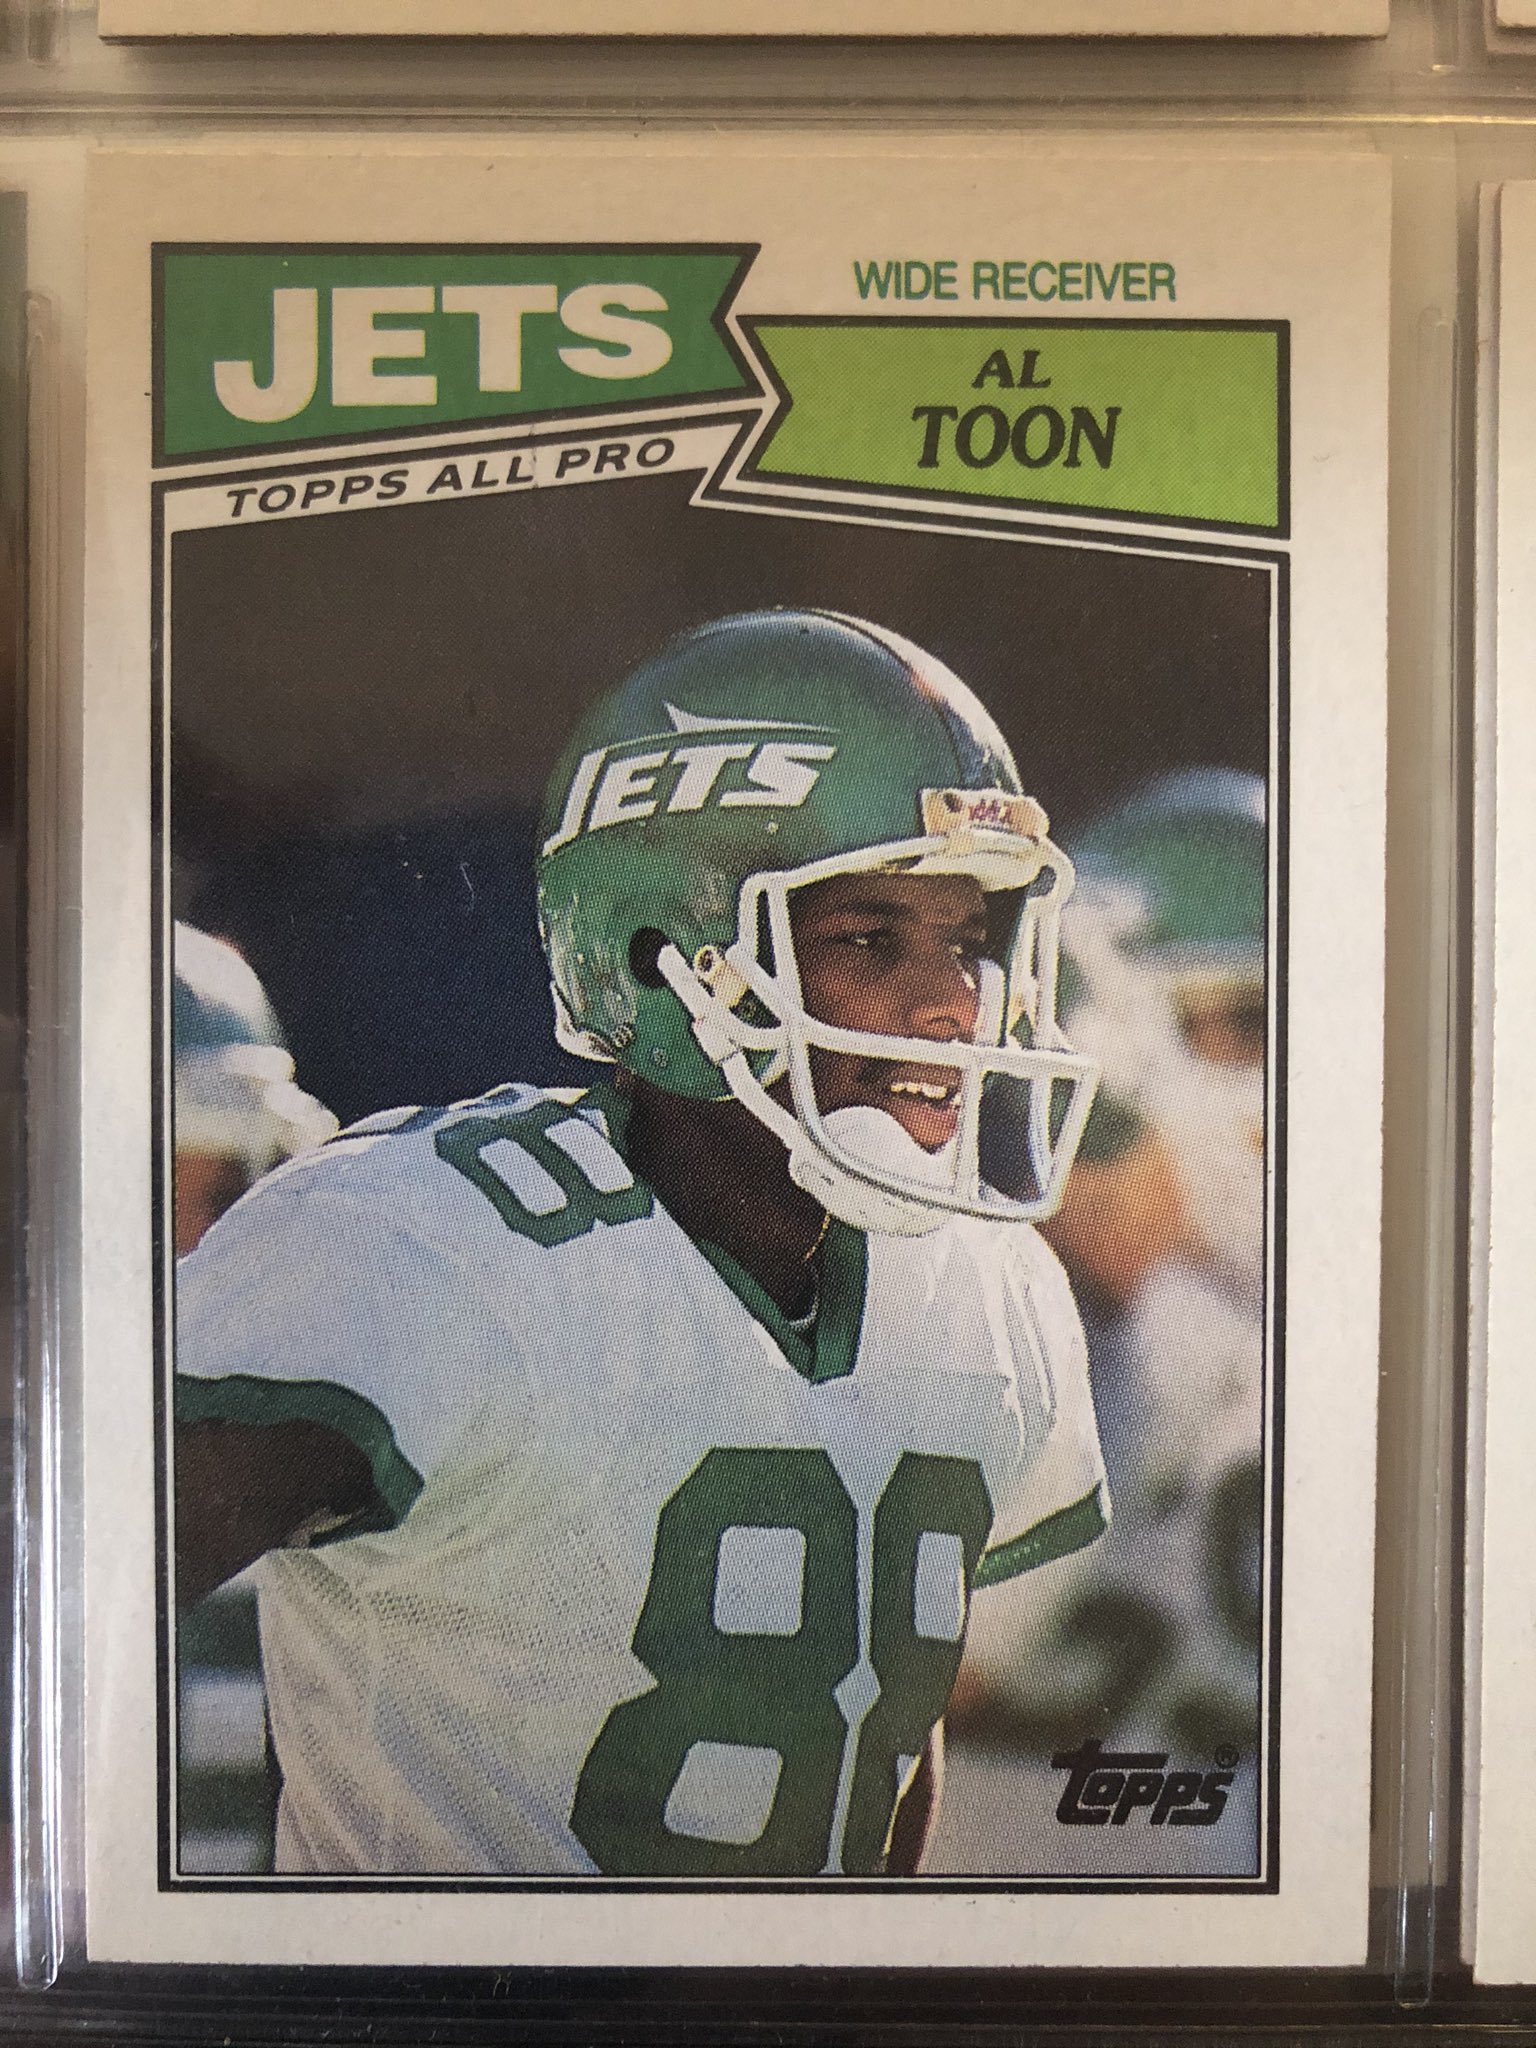 JETS
WIDE RECEIVER
AL
TOON
TOPPS ALL PRO
JETS
88
88
topps®